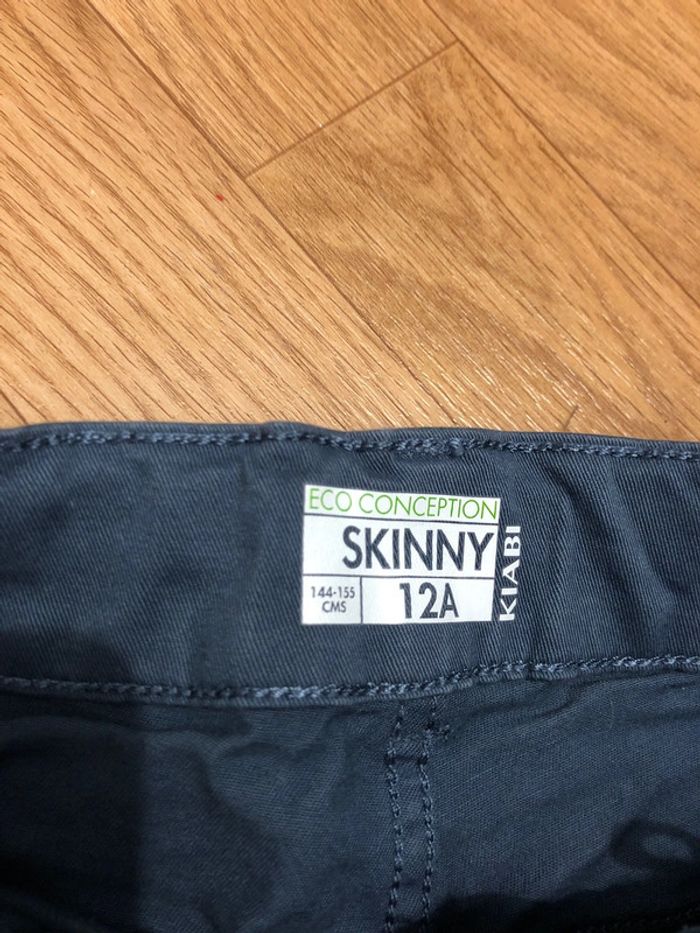 ECO CONCEPTION
SKINNY
144-155
CMS
12A
KIABI